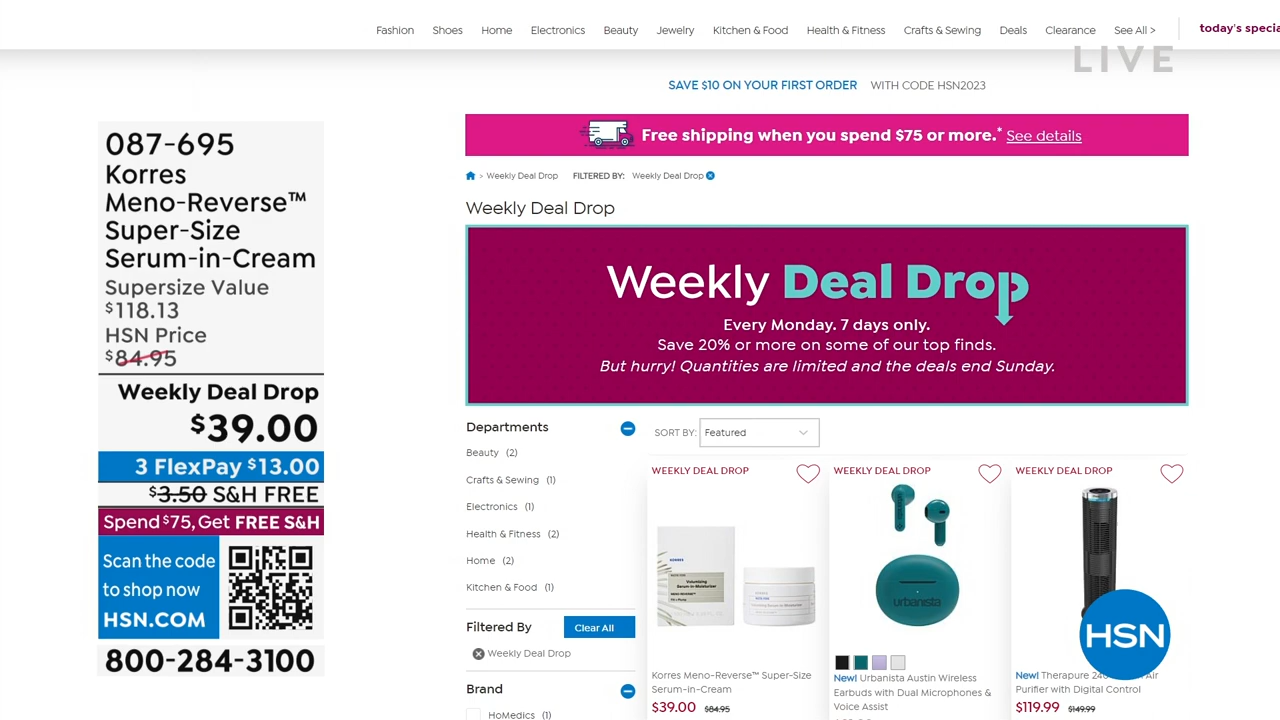 Fashion Shoes Home Electronics Beauty Jewelry Kitchen & Food Health & Fitness Crafts & Sewing Deals Clearance See All > today's specia
LIVE
SAVE $10 ON YOUR FIRST ORDER WITH CODE HSN2023
Free shipping when you spend $75 or more.* See details
> Weekly Deal Drop FILTERED BY: Weekly Deal Drop
Weekly Deal Drop
Weekly Deal Drop
Every Monday. 7 days only.
Save 20% or more on some of our top finds.
But hurry! Quantities are limited and the deals end Sunday.
087-695
Korres
Meno-Reverse™
Super-Size
Serum-in-Cream
Supersize Value
$118.13
HSN Price
$84.95
Weekly Deal Drop
$39.00
3 FlexPay $13.00
$3.50 S&H FREE
Spend $75, Get FREE S&H
Scan the code
to shop now
HSN.COM
800-284-3100
Departments
Beauty (2)
Crafts & Sewing (1)
Electronics (1)
Health & Fitness (2)
Home (2)
Kitchen & Food (1)
Filtered By Clear All
Weekly Deal Drop
Brand
HoMedics (1)
SORT BY: Featured
WEEKLY DEAL DROP
KORRES
Volumizing
Serum-in-Moisturizer
Korres Meno-Reverse™ Super-Size
Serum-in-Cream
$39.00 $84.95
WEEKLY DEAL DROP
urbanista
New! Urbanista Austin Wireless
Earbuds with Dual Microphones &
Voice Assist
WEEKLY DEAL DROP
HSN
New! Therapure 240 Air
Purifier with Digital Control
$119.99 $149.99